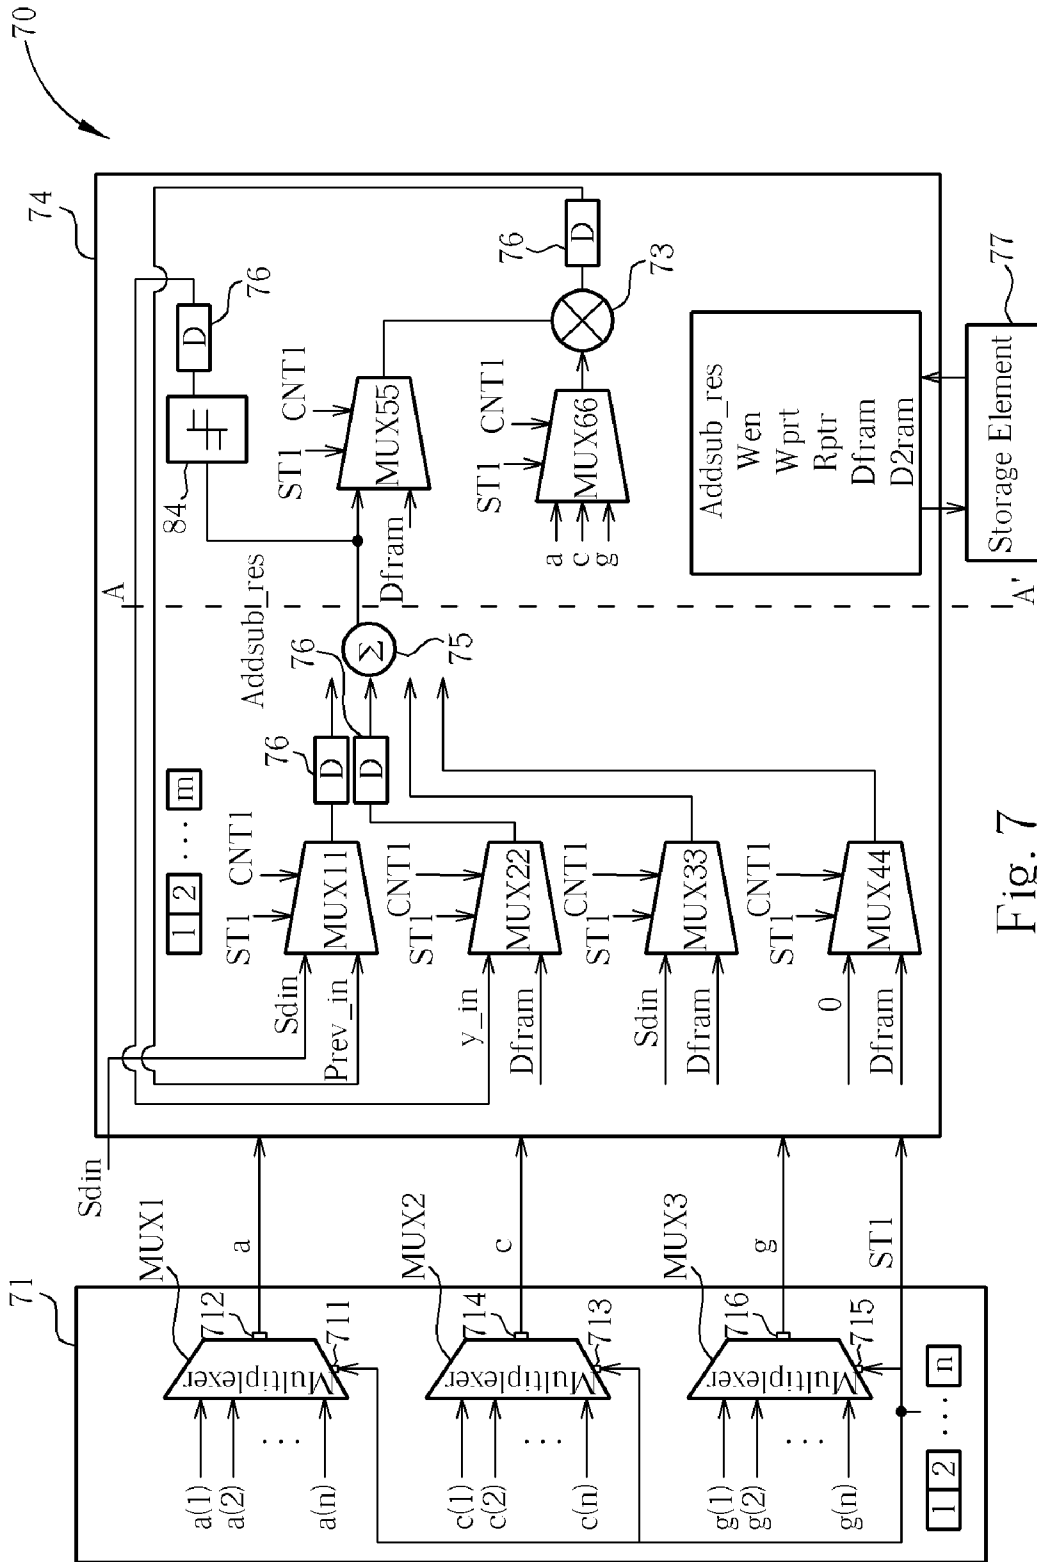 70
71
MUX1
a(1)
a(2)
...
a(n)
Multiplexer
712
711
a
MUX2
c(1)
c(2)
...
c(n)
Multiplexer
714
713
c
MUX3
g(1)
g(2)
...
g(n)
Multiplexer
716
715
g
ST1
1 2 ... n
74
Sdin
1 2 ... m
Sdin
Prev_in
ST1
CNT1
MUX11
D
76
y_in
Dfram
ST1
CNT1
MUX22
D
76
Sdin
Dfram
ST1
CNT1
MUX33
0
Dfram
ST1
CNT1
MUX44
Addsub_res
Σ
75
A
A'
84
D
76
Dfram
ST1
CNT1
MUX55
a
c
g
ST1
CNT1
MUX66
73
D
76
Addsub_res
Wen
Wprt
Rptr
Dfram
D2ram
Storage Element
77
Fig. 7